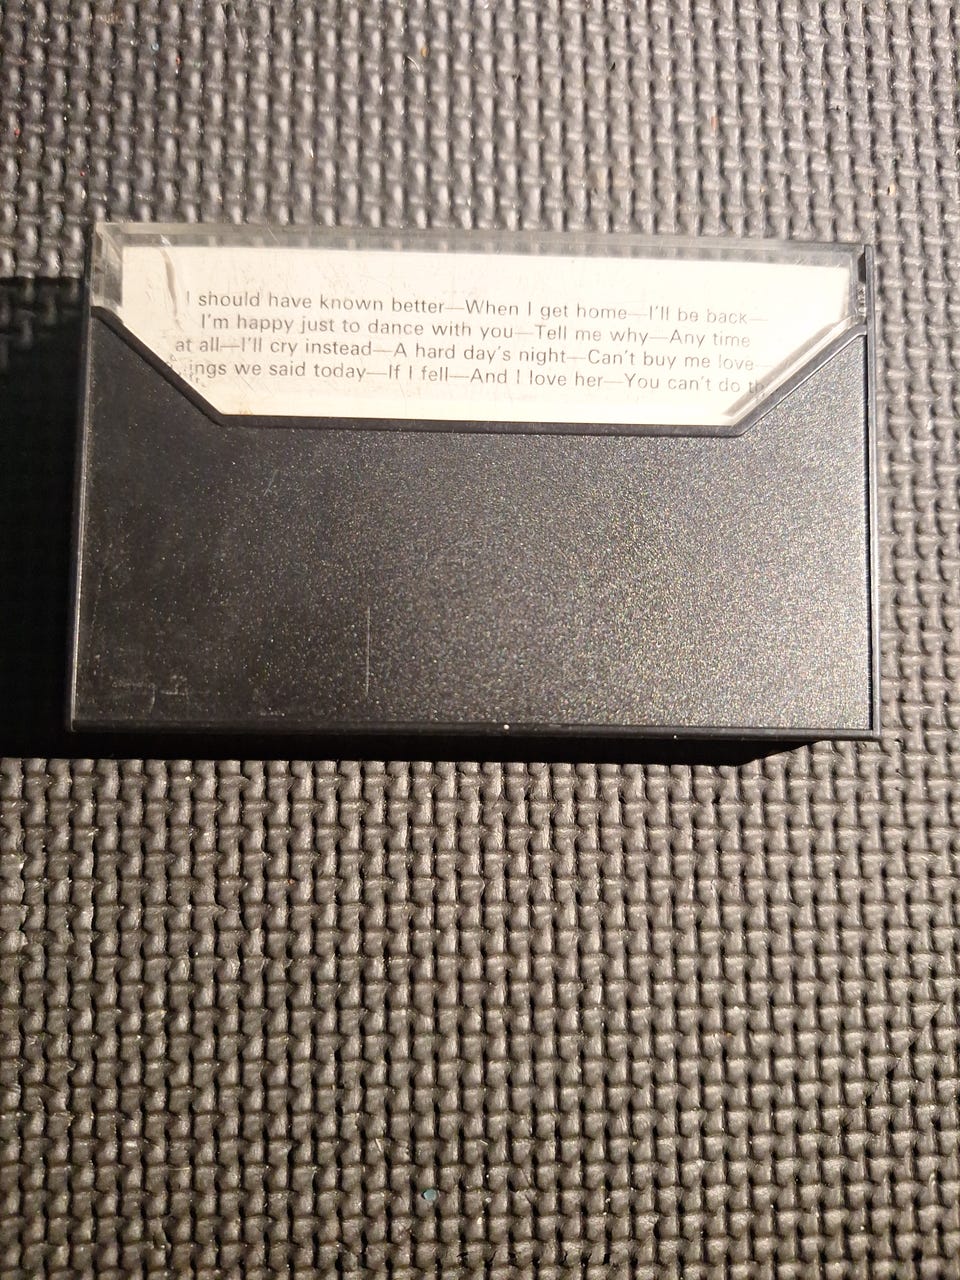 I should have known better—When I get home—I'll be back—
I'm happy just to dance with you—Tell me why—Any time
at all—I'll cry instead—A hard day's night—Can't buy me love—
ings we said today—If I fell—And I love her—You can't do th